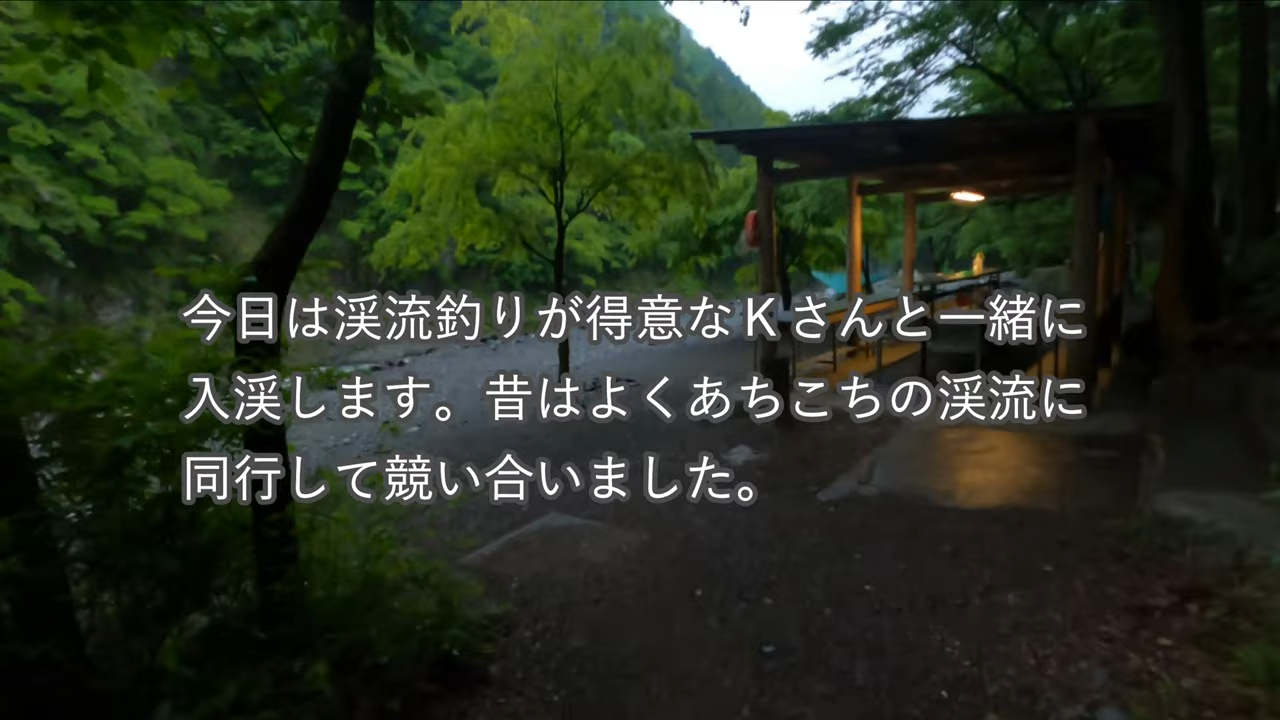 今日は渓流釣りが得意なＫさんと一緒に
入渓します。昔はよくあちこちの渓流に
同行して競い合いました。